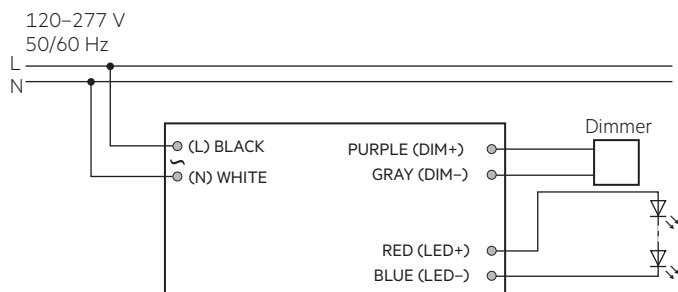 120–277 V
50/60 Hz
L
N
Dimmer
(L) BLACK
PURPLE (DIM+)
∼
(N) WHITE
GRAY (DIM–)
RED (LED+)
BLUE (LED–)